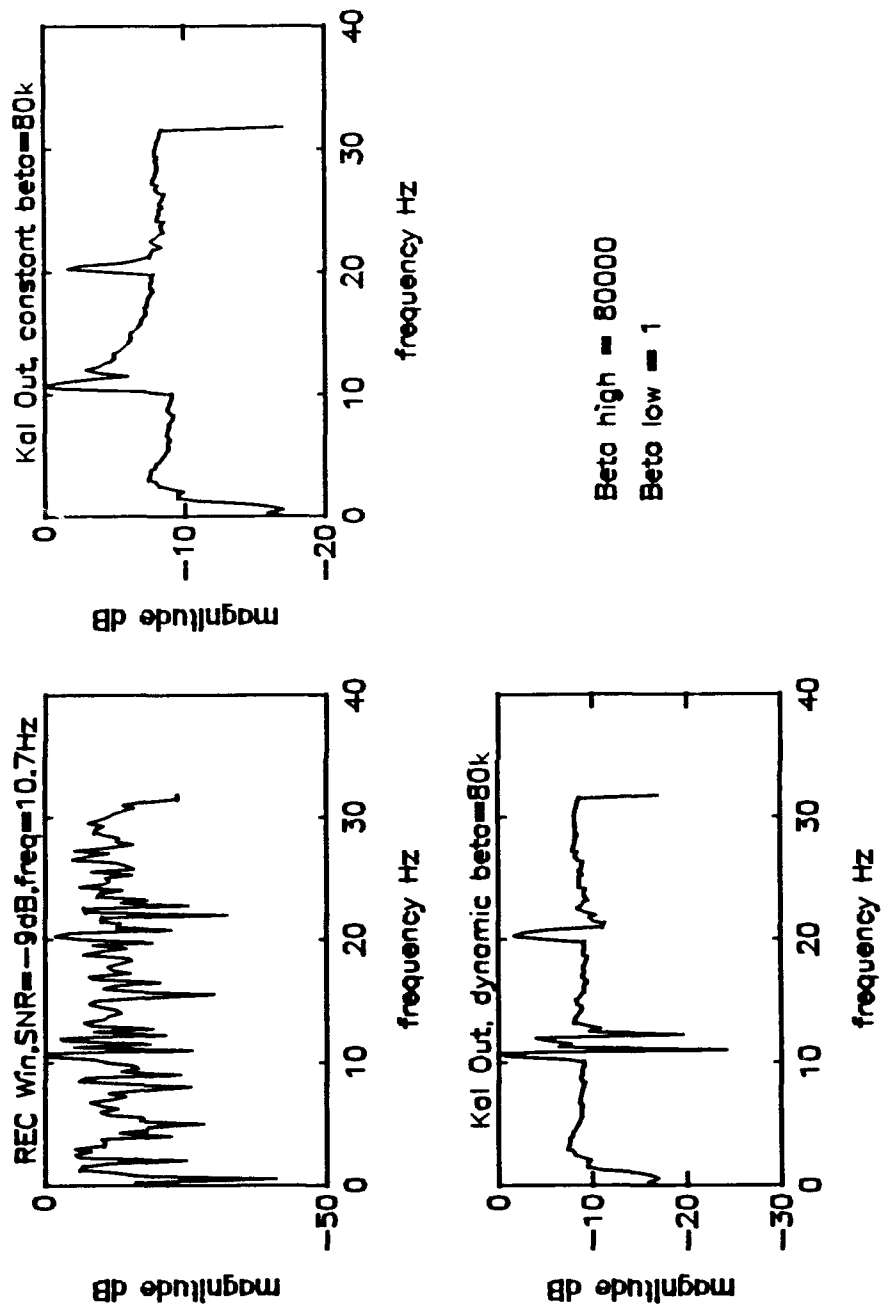 REC Win,SNR=-9dB,freq=10.7Hz
0
-50
magnitude dB
0 10 20 30 40
frequency Hz
Kal Out, constant beta=80k
0
-10
-20
magnitude dB
0 10 20 30 40
frequency Hz
Kal Out, dynamic beta=80k
0
-10
-20
-30
magnitude dB
0 10 20 30 40
frequency Hz
Beta high = 80000
Beta low = 1